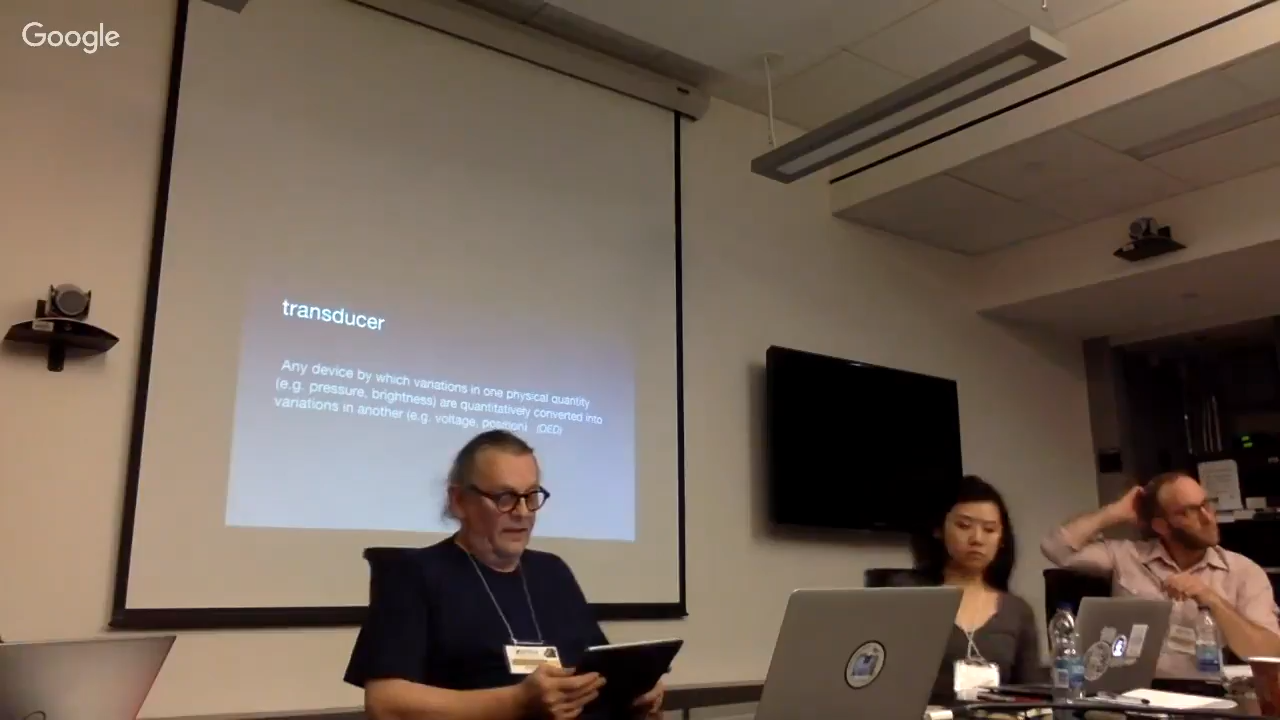 Google
transducer
Any device by which variations in one physical quantity
(e.g. pressure, brightness) are quantitatively converted into
variations in another (e.g. voltage, position) (OED)